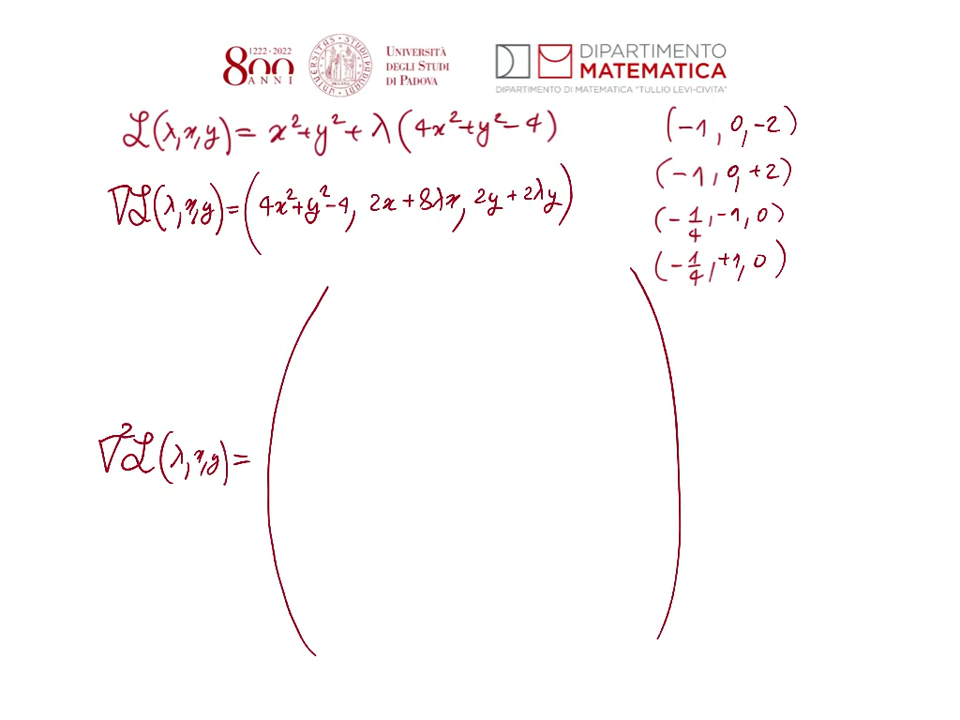 1222-2022
800
ANNI
UNIVERSITÀ
DEGLI STUDI
DI PADOVA
DIPARTIMENTO
MATEMATICA
DIPARTIMENTO DI MATEMATICA "TULLIO LEVI-CIVITA"
ℒ(λ,x,y) = x²+y²+λ(4x²+y²-4)
(-1, 0,-2)
(-1, 0,+2)
∇ℒ(λ,x,y) = (4x²+y²-4, 2x+8λx, 2y+2λy)
(-1/4, -1, 0)
(-1/4, +1, 0)
∇²ℒ(λ,x,y) = ( )